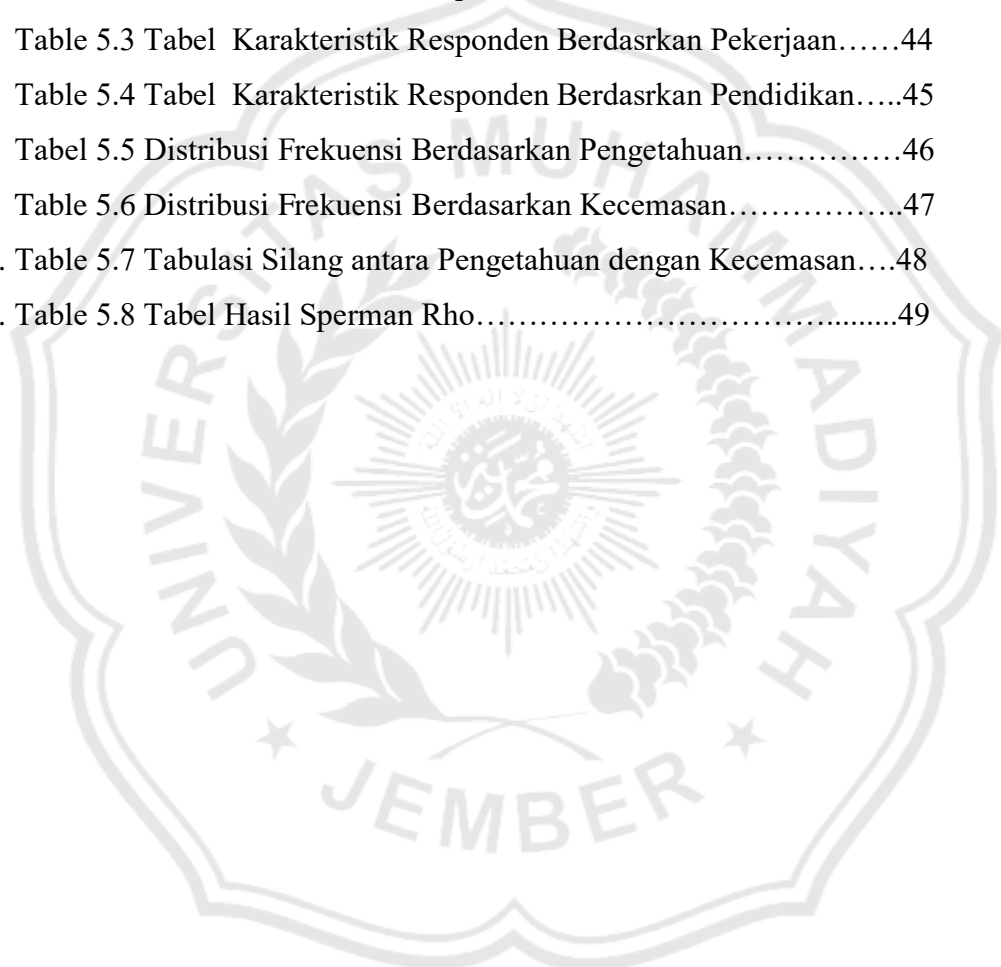 Table 5.3 Tabel Karakteristik Responden Berdasrkan Pekerjaan……44
Table 5.4 Tabel Karakteristik Responden Berdasrkan Pendidikan…..45
Tabel 5.5 Distribusi Frekuensi Berdasarkan Pengetahuan……………46
Table 5.6 Distribusi Frekuensi Berdasarkan Kecemasan……………..47
. Table 5.7 Tabulasi Silang antara Pengetahuan dengan Kecemasan….48
. Table 5.8 Tabel Hasil Sperman Rho…………………………….........49
UNIVERSITAS MUHAMMADIYAH
JEMBER